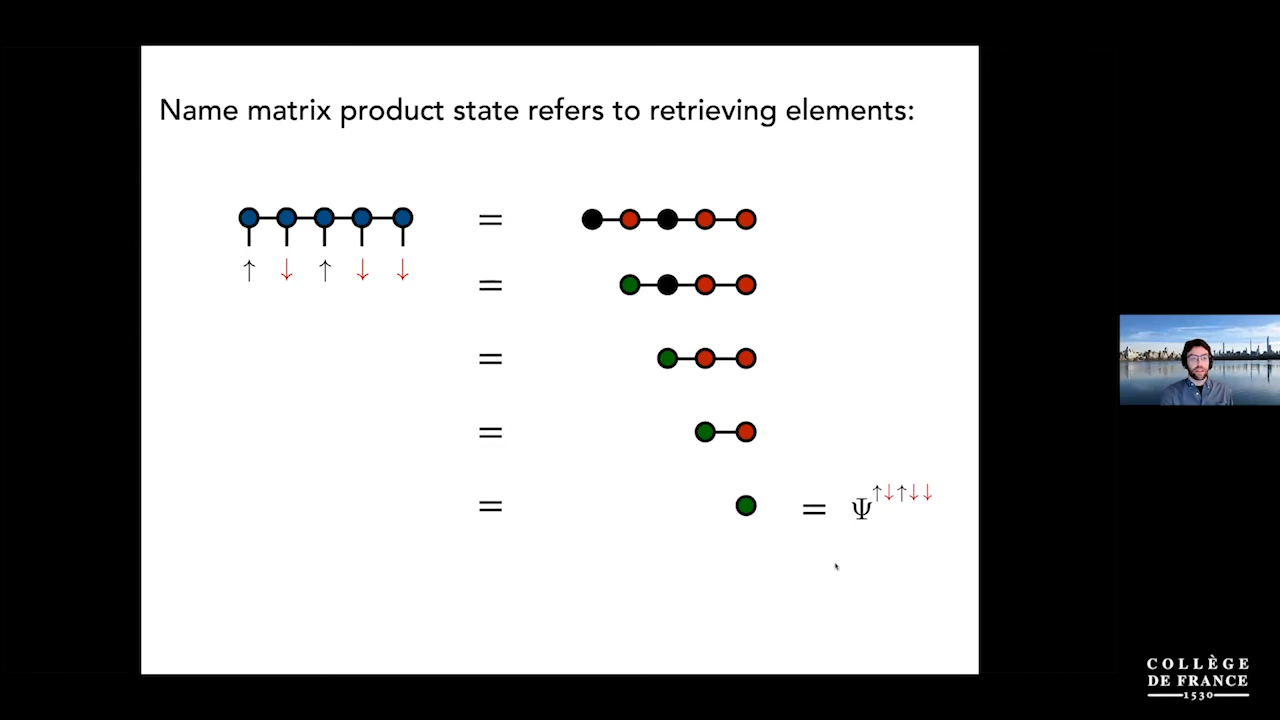 Name matrix product state refers to retrieving elements:
=
↑ ↓ ↑ ↓ ↓
=
=
=
= = Ψ↑↓↑↓↓
COLLÈGE
DE FRANCE
1530